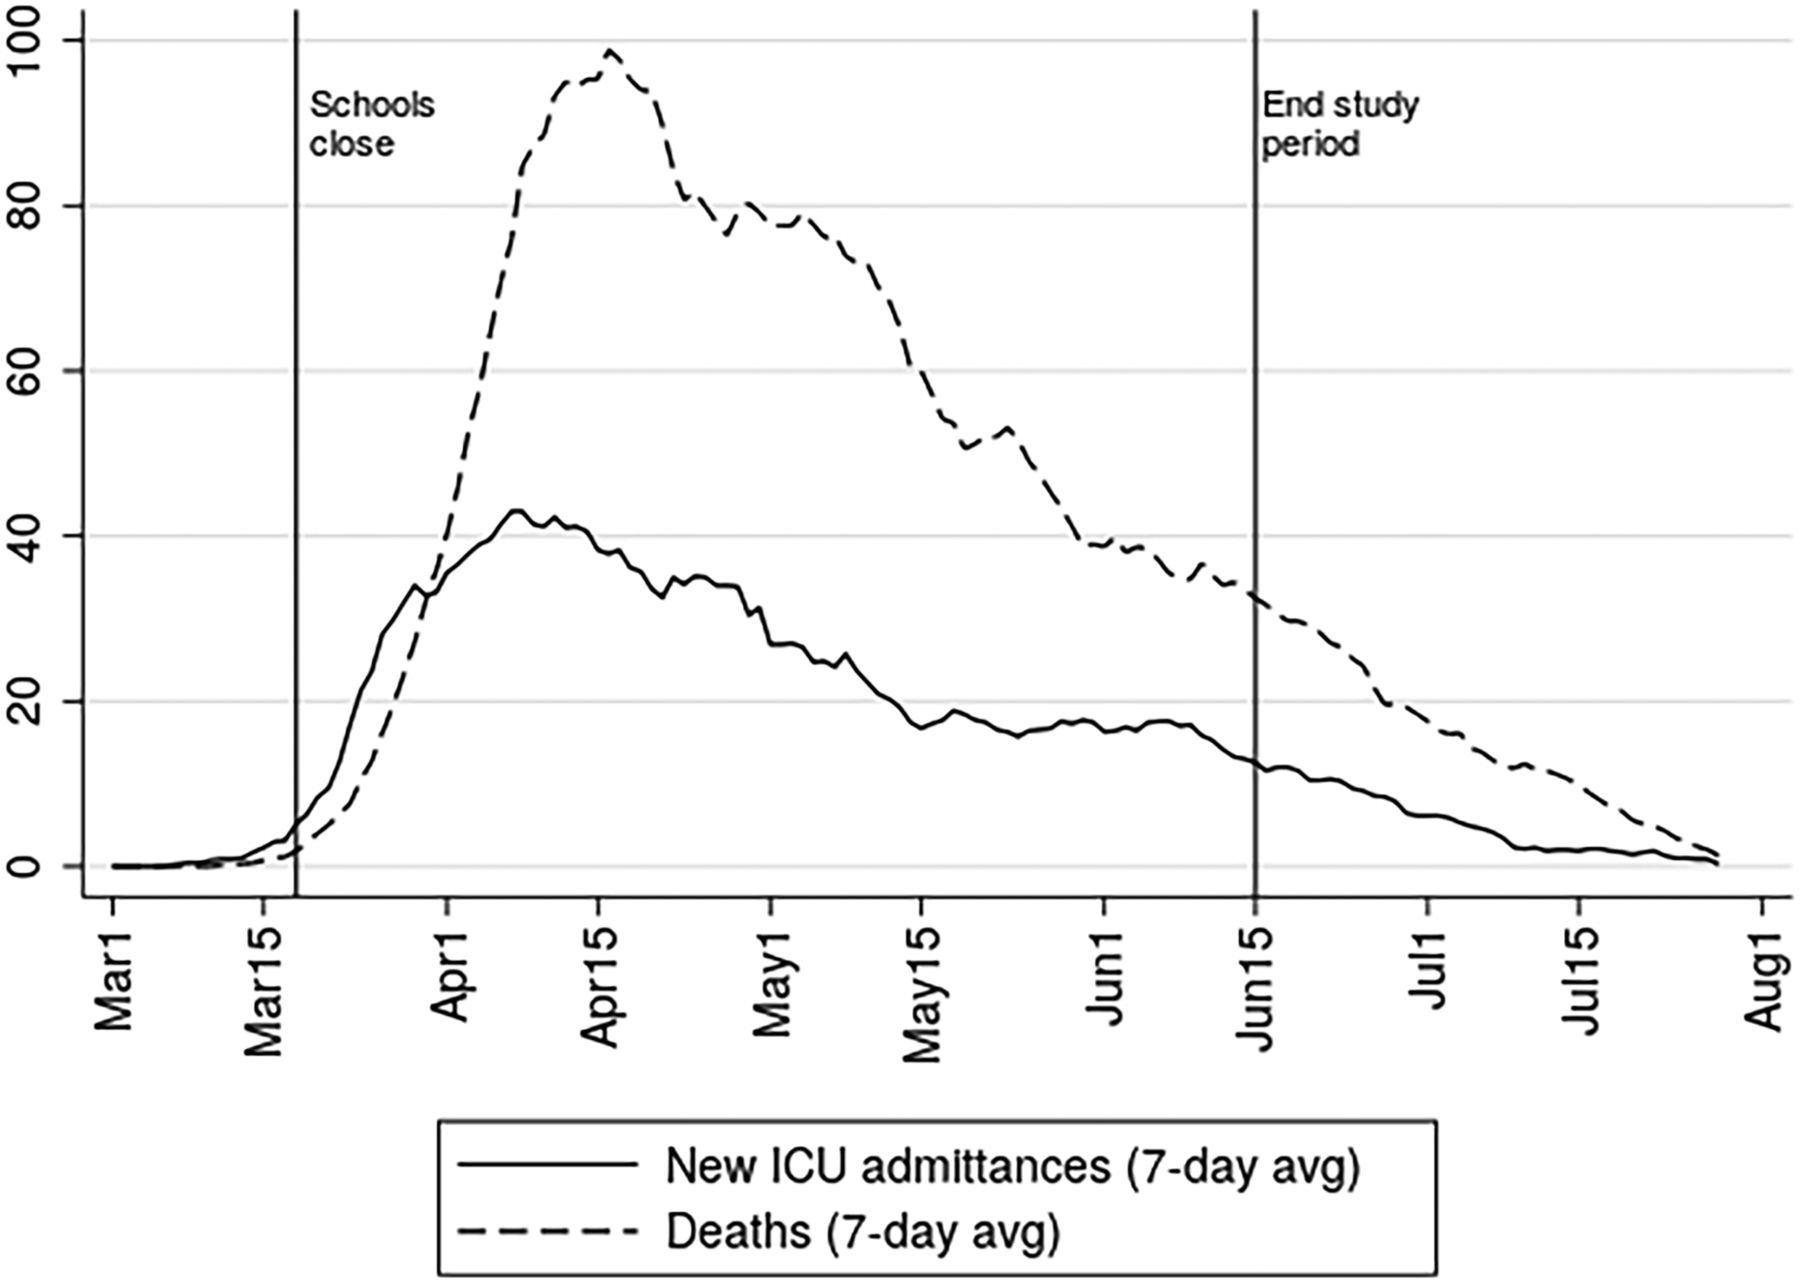 100
80
60
40
20
0
Schools
close
End study
period
Mar1
Mar15
Apr1
Apr15
May1
May15
Jun1
Jun15
Jul1
Jul15
Aug1
New ICU admittances (7-day avg)
Deaths (7-day avg)